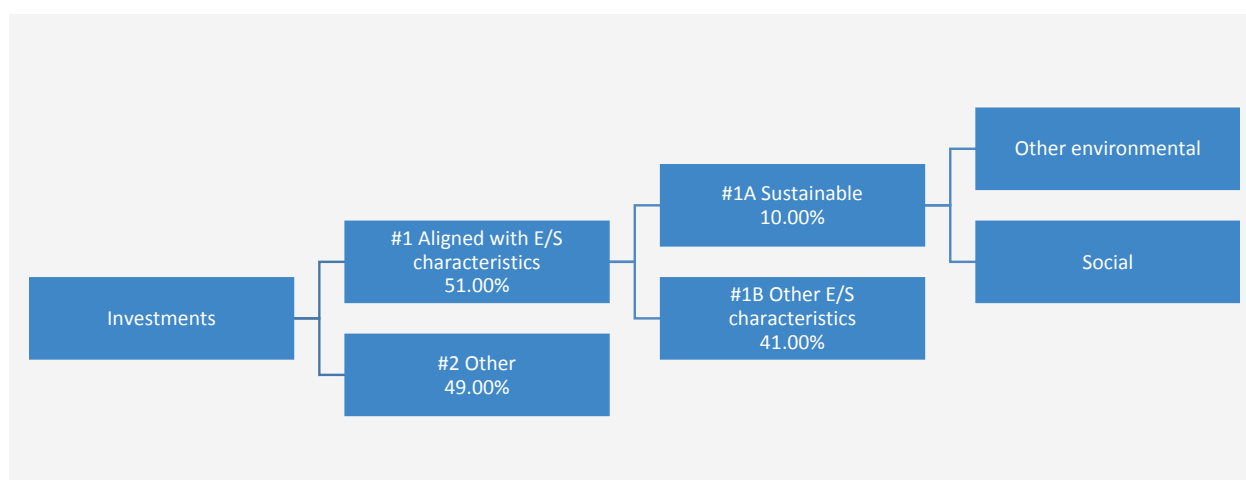 Investments
#1 Aligned with E/S
characteristics
51.00%
#2 Other
49.00%
#1A Sustainable
10.00%
#1B Other E/S
characteristics
41.00%
Other environmental
Social